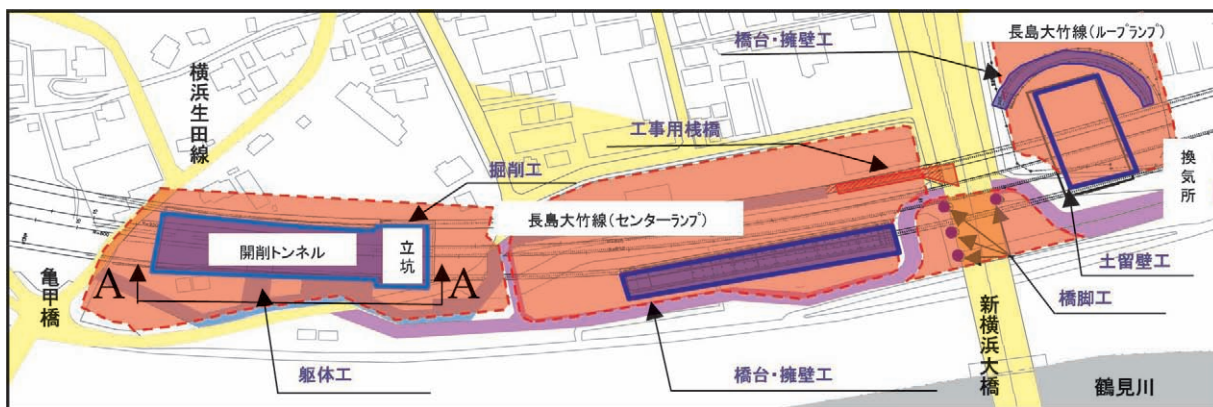 橋台・擁壁工
長島大竹線(ループランプ)
横浜生田線
工事用桟橋
掘削工
換気所
長島大竹線(センターランプ)
開削トンネル
立坑
亀甲橋
A
A
土留壁工
橋脚工
新横浜大橋
躯体工
橋台・擁壁工
鶴見川